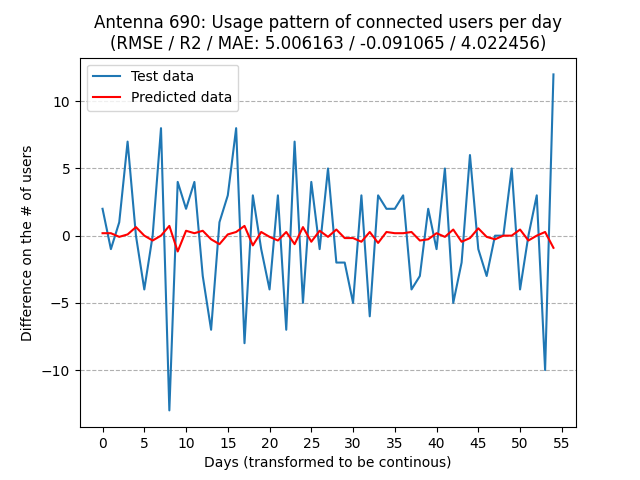 Antenna 690: Usage pattern of connected users per day
(RMSE / R2 / MAE: 5.006163 / -0.091065 / 4.022456)
Test data
Predicted data
Difference on the # of users
10
5
0
−5
−10
0 5 10 15 20 25 30 35 40 45 50 55
Days (transformed to be continous)